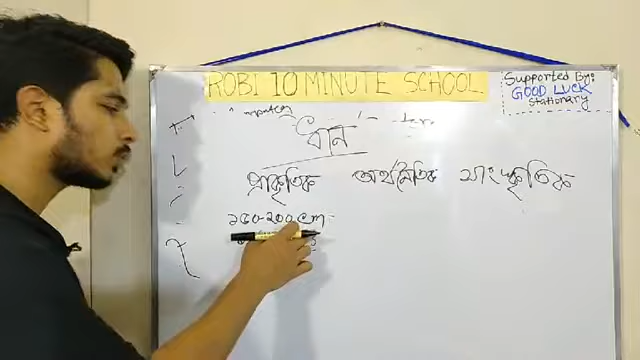 ROBI 10 MINUTE SCHOOL
Supported By:
GOOD LUCK
Stationary
ধান
প্রাকৃতিক অর্থনৈতিক সাংস্কৃতিক
১৫০-২০০cm